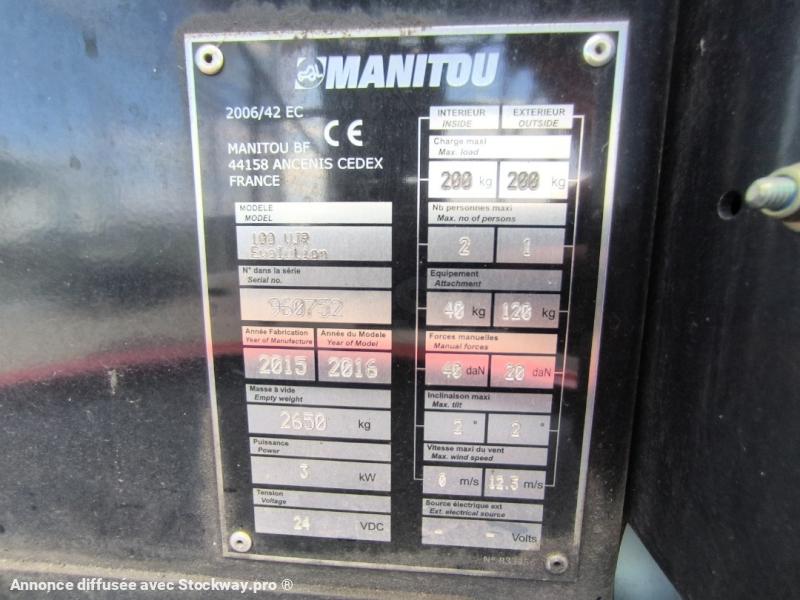 MANITOU
2006/42 EC
CE
MANITOU BF
44158 ANCENIS CEDEX
FRANCE
MODELE
MODEL
100 VJR
Evolution
N° dans la série
Serial no.
960752
Année Fabrication
Year of Manufacture
Année du Modele
Year of Model
2015
2016
Masse à vide
Empty weight
2650 kg
Puissance
Power
3 kW
Tension
Voltage
24 VDC
INTERIEUR
INSIDE
EXTERIEUR
OUTSIDE
Charge maxi
Max. load
200 kg
200 kg
Nb personnes maxi
Max. no of persons
2
1
Equipement
Attachment
40 kg
120 kg
Forces manuelles
Manual forces
40 daN
20 daN
Inclinaison maxi
Max. tilt
2 °
2 °
Vitesse maxi du vent
Max. wind speed
0 m/s
12.5 m/s
Source électrique ext
Ext. electrical source
- - Volts
N°
Annonce diffusée avec Stockway.pro ®